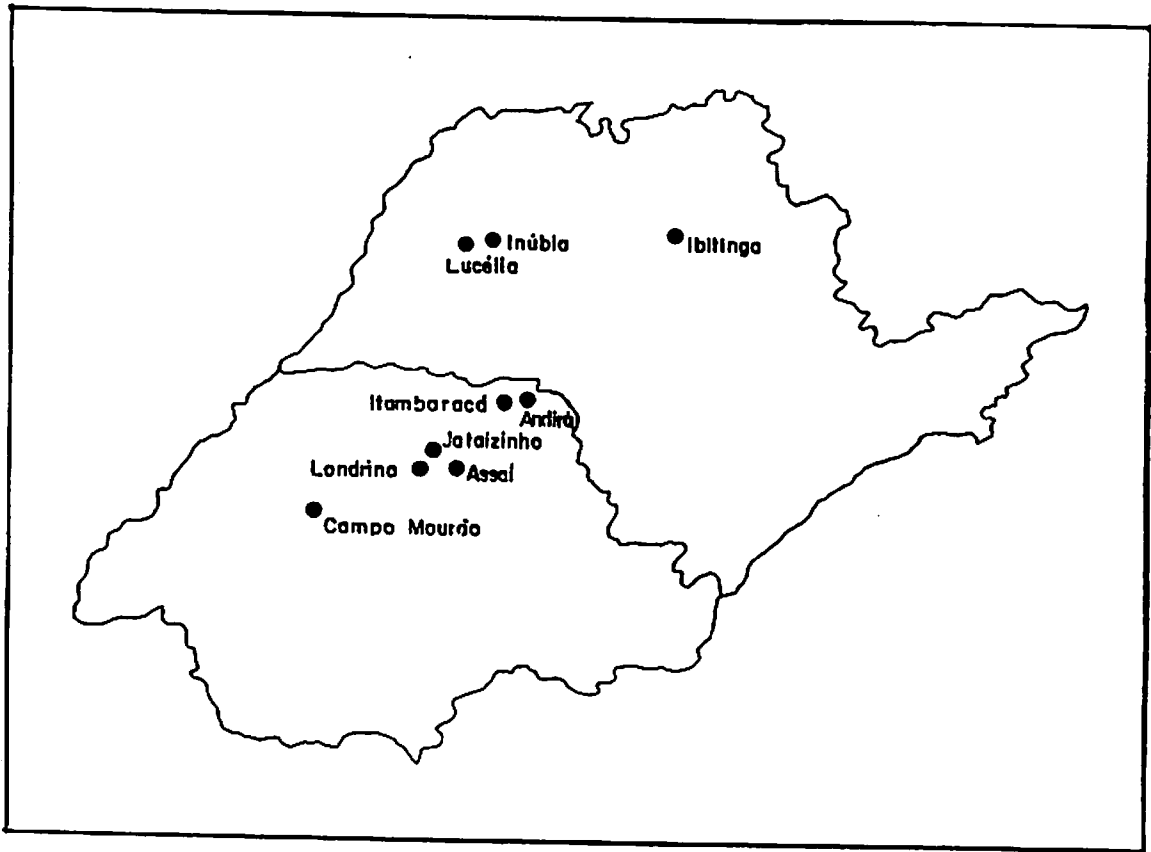 Inúbia
Lucélia
Ibitinga
Itambaracá
Andirá
Jataizinho
Londrina
Assaí
Campo Mourão